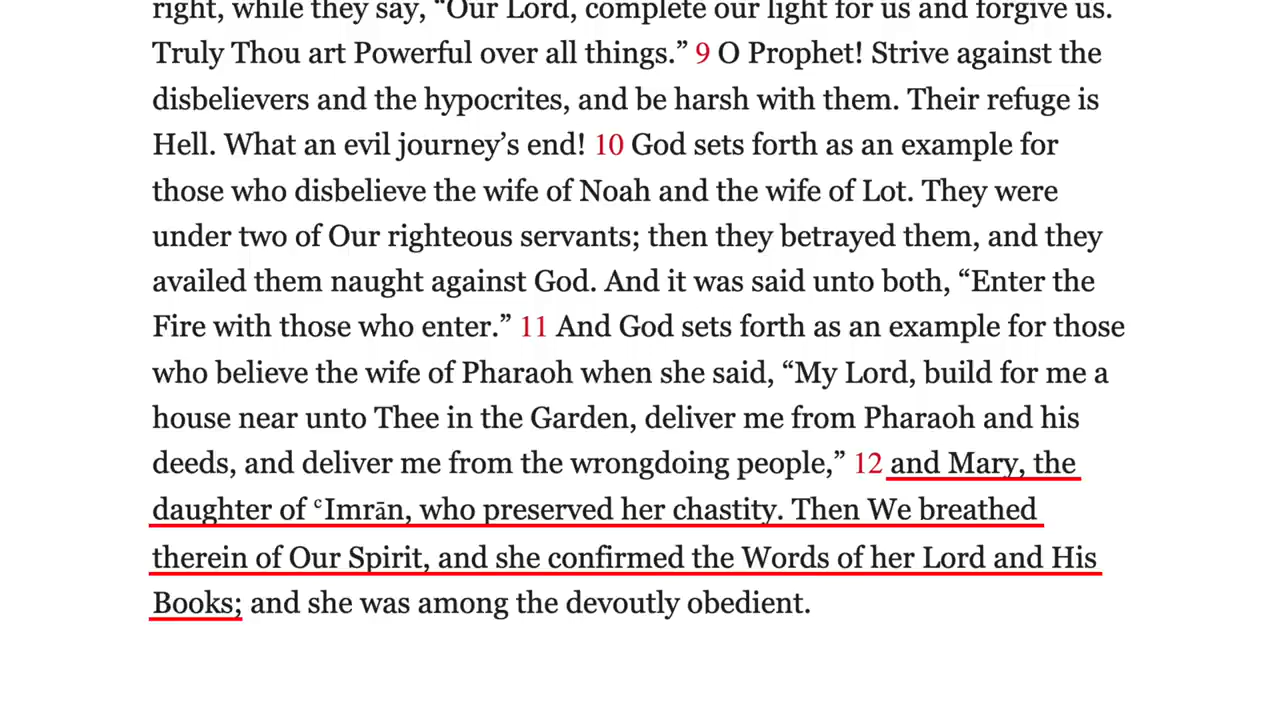 right, while they say, “Our Lord, complete our light for us and forgive us.
Truly Thou art Powerful over all things.” 9 O Prophet! Strive against the
disbelievers and the hypocrites, and be harsh with them. Their refuge is
Hell. What an evil journey’s end! 10 God sets forth as an example for
those who disbelieve the wife of Noah and the wife of Lot. They were
under two of Our righteous servants; then they betrayed them, and they
availed them naught against God. And it was said unto both, “Enter the
Fire with those who enter.” 11 And God sets forth as an example for those
who believe the wife of Pharaoh when she said, “My Lord, build for me a
house near unto Thee in the Garden, deliver me from Pharaoh and his
deeds, and deliver me from the wrongdoing people,” 12 and Mary, the
daughter of ʿImrān, who preserved her chastity. Then We breathed
therein of Our Spirit, and she confirmed the Words of her Lord and His
Books; and she was among the devoutly obedient.